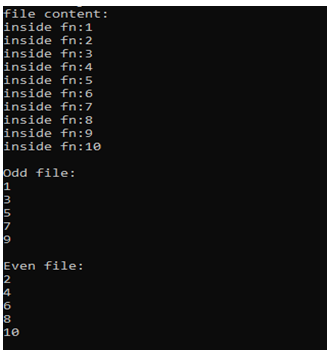 file content:
inside fn:1
inside fn:2
inside fn:3
inside fn:4
inside fn:5
inside fn:6
inside fn:7
inside fn:8
inside fn:9
inside fn:10
Odd file:
1
3
5
7
9
Even file:
2
4
6
8
10